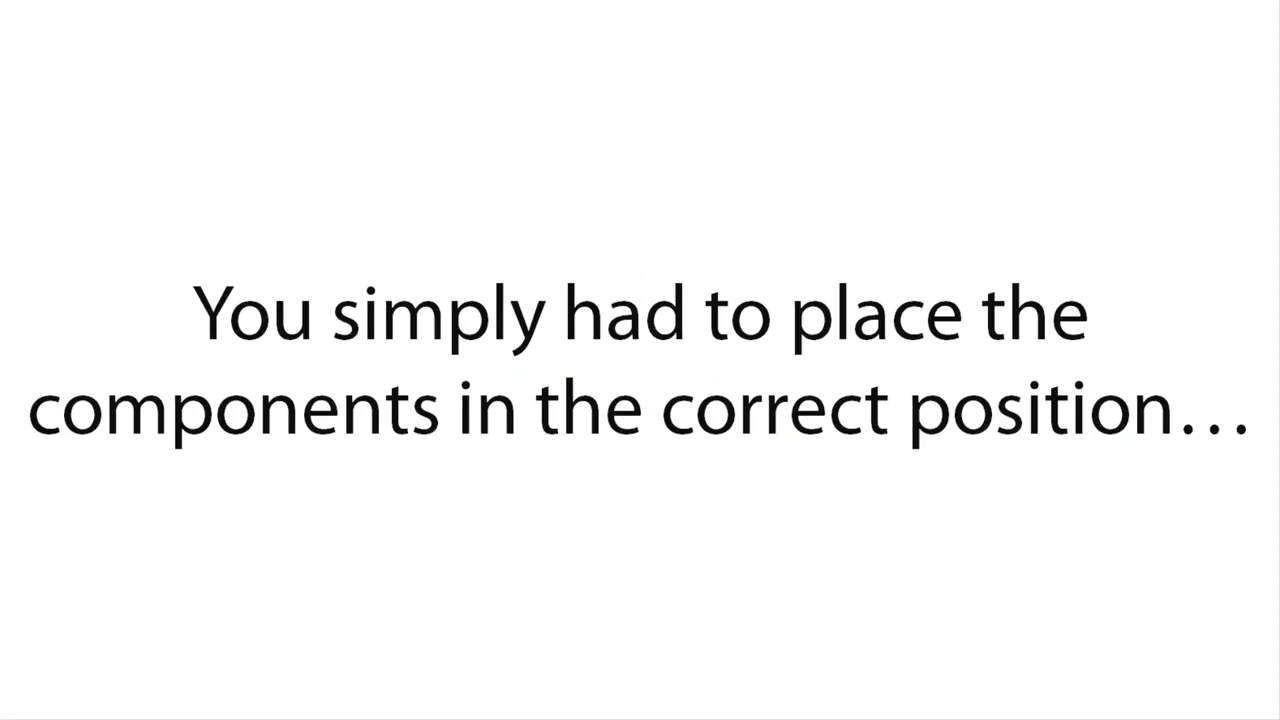 You simply had to place the
components in the correct position…